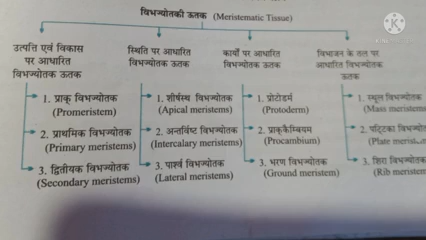 विभज्योतकी ऊतक (Meristematic Tissue)
उत्पत्ति एवं विकास
पर आधारित
विभज्योतक ऊतक
1. प्राक् विभज्योतक
(Promeristem)
2. प्राथमिक विभज्योतक
(Primary meristems)
3. द्वितीयक विभज्योतक
(Secondary meristems)
स्थिति पर आधारित
विभज्योतक ऊतक
1. शीर्षस्थ विभज्योतक
(Apical meristems)
2. अन्तर्विष्ट विभज्योतक
(Intercalary meristems)
3. पार्श्व विभज्योतक
(Lateral meristems)
कार्यों पर आधारित
विभज्योतक ऊतक
1. प्रोटोडर्म
(Protoderm)
2. प्राक्कैम्बियम
(Procambium)
3. भरण विभज्योतक
(Ground meristem)
विभाजन के तल पर
आधारित विभज्योतक
ऊतक
1. स्थूल विभज्योतक
(Mass meristem
2. पट्टिका विभज्योत
(Plate merist
3. शिरा विभज्योतक
(Rib meristem
KINEMASTER